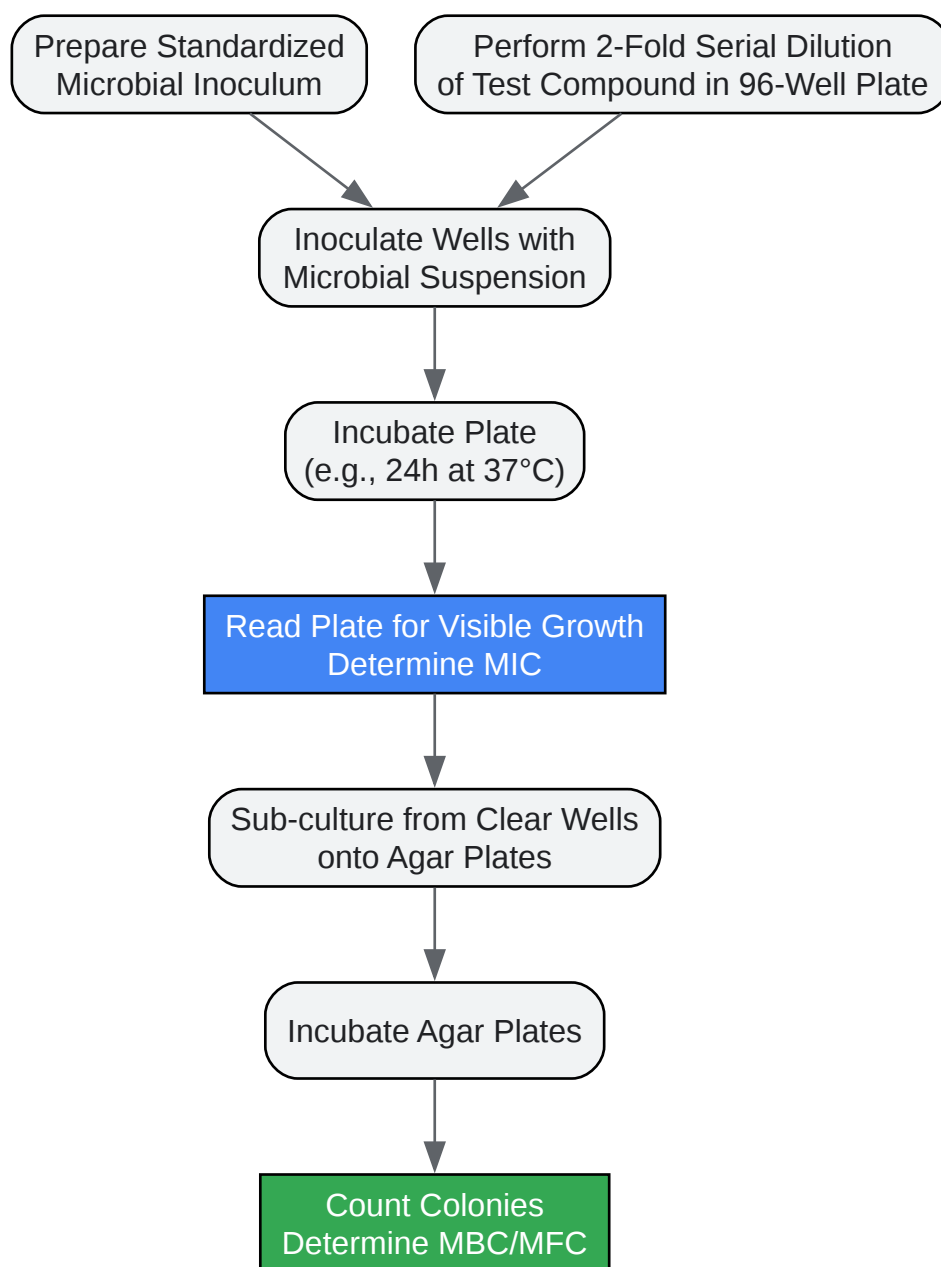 Prepare Standardized
Microbial Inoculum
Perform 2-Fold Serial Dilution
of Test Compound in 96-Well Plate
Inoculate Wells with
Microbial Suspension
Incubate Plate
(e.g., 24h at 37°C)
Read Plate for Visible Growth
Determine MIC
Sub-culture from Clear Wells
onto Agar Plates
Incubate Agar Plates
Count Colonies
Determine MBC/MFC